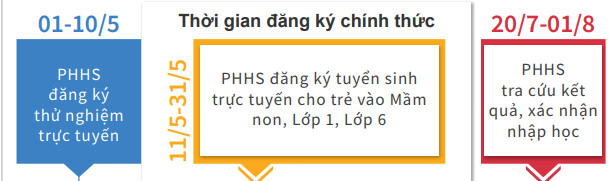 01-10/5
PHHS
đăng ký
thử nghiệm
trực tuyến
Thời gian đăng ký chính thức
11/5-31/5
PHHS đăng ký tuyển sinh
trực tuyến cho trẻ vào Mầm
non, Lớp 1, Lớp 6
20/7-01/8
PHHS
tra cứu kết
quả, xác nhận
nhập học